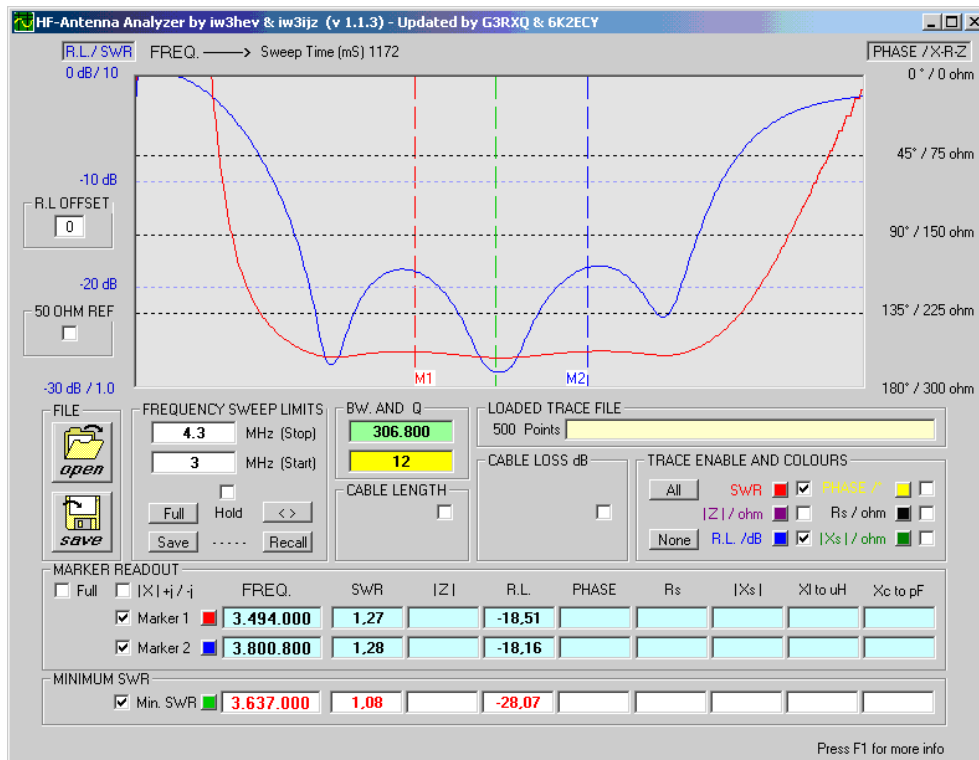 HF-Antenna Analyzer by iw3hev & iw3ijz (v 1.1.3) - Updated by G3RXQ & 6K2ECY
R.L./SWR FREQ. Sweep Time (mS) 1172 PHASE / X-R-Z
0 dB/ 10 0 ° / 0 ohm
45° / 75 ohm
-10 dB
R.L OFFSET
0
90° / 150 ohm
-20 dB
50 OHM REF
135° / 225 ohm
M1 M2
-30 dB / 1.0 180° / 300 ohm
FILE
open
save
FREQUENCY SWEEP LIMITS
4.3 MHz (Stop)
3 MHz (Start)
Full Hold < >
Save ----- Recall
BW. AND Q
306.800
12
CABLE LENGTH
LOADED TRACE FILE
500 Points
CABLE LOSS dB
TRACE ENABLE AND COLOURS
All SWR PHASE /°
|Z| / ohm Rs / ohm
None R.L. /dB |Xs| / ohm
MARKER READOUT
Full |X| +j / -j FREQ. SWR |Z| R.L. PHASE Rs |Xs| Xl to uH Xc to pF
Marker 1 3.494.000 1,27 -18,51
Marker 2 3.800.800 1,28 -18,16
MINIMUM SWR
Min. SWR 3.637.000 1,08 -28,07
Press F1 for more info